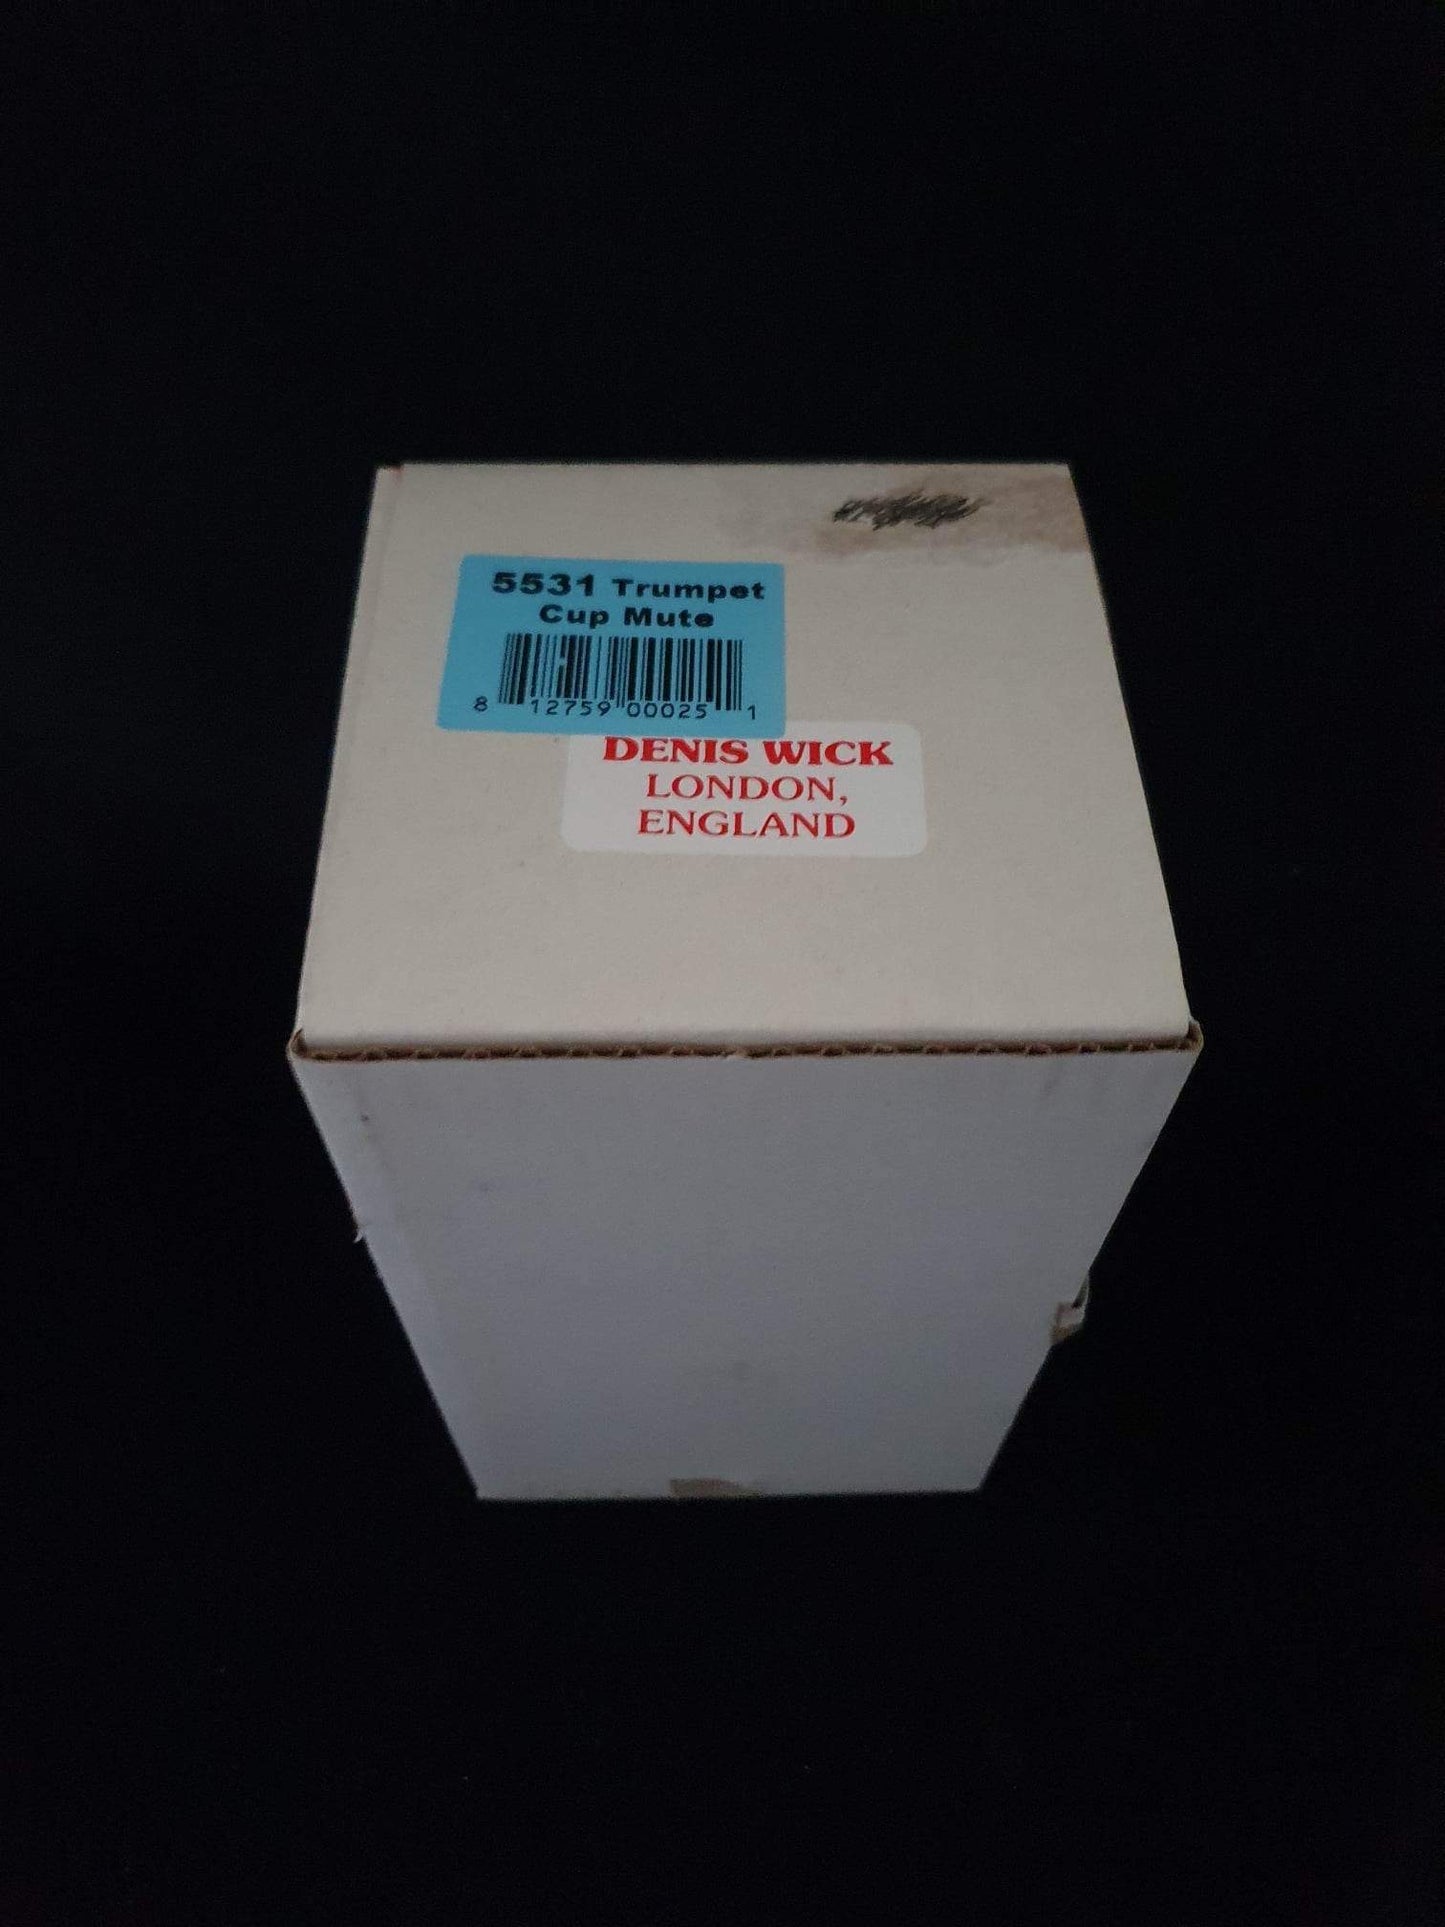 5531 Trumpet
Cup Mute
8 12759 00025 1
DENIS WICK
LONDON,
ENGLAND